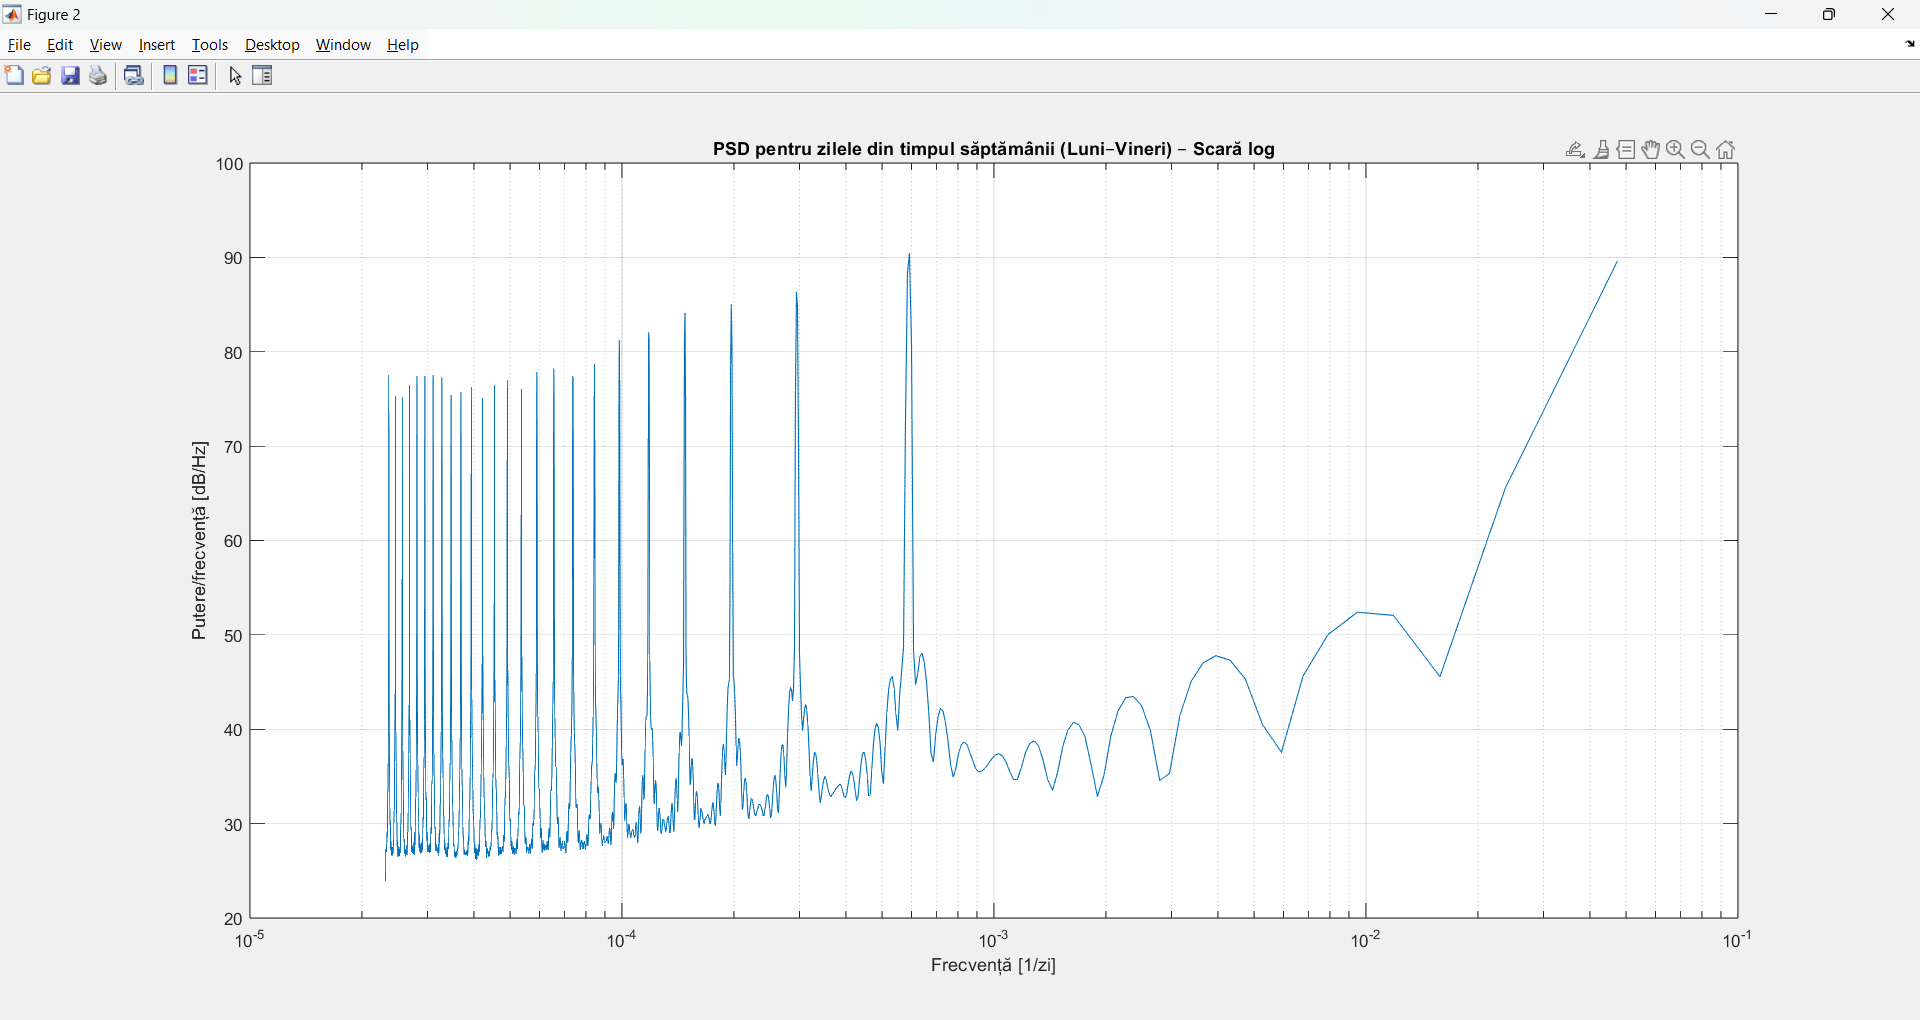 Figure 2
File Edit View Insert Tools Desktop Window Help
PSD pentru zilele din timpul săptămânii (Luni-Vineri) - Scară log
100
90
80
70
60
50
40
30
20
Putere/frecvență [dB/Hz]
10-5 10-4 10-3 10-2 10-1
Frecvență [1/zi]